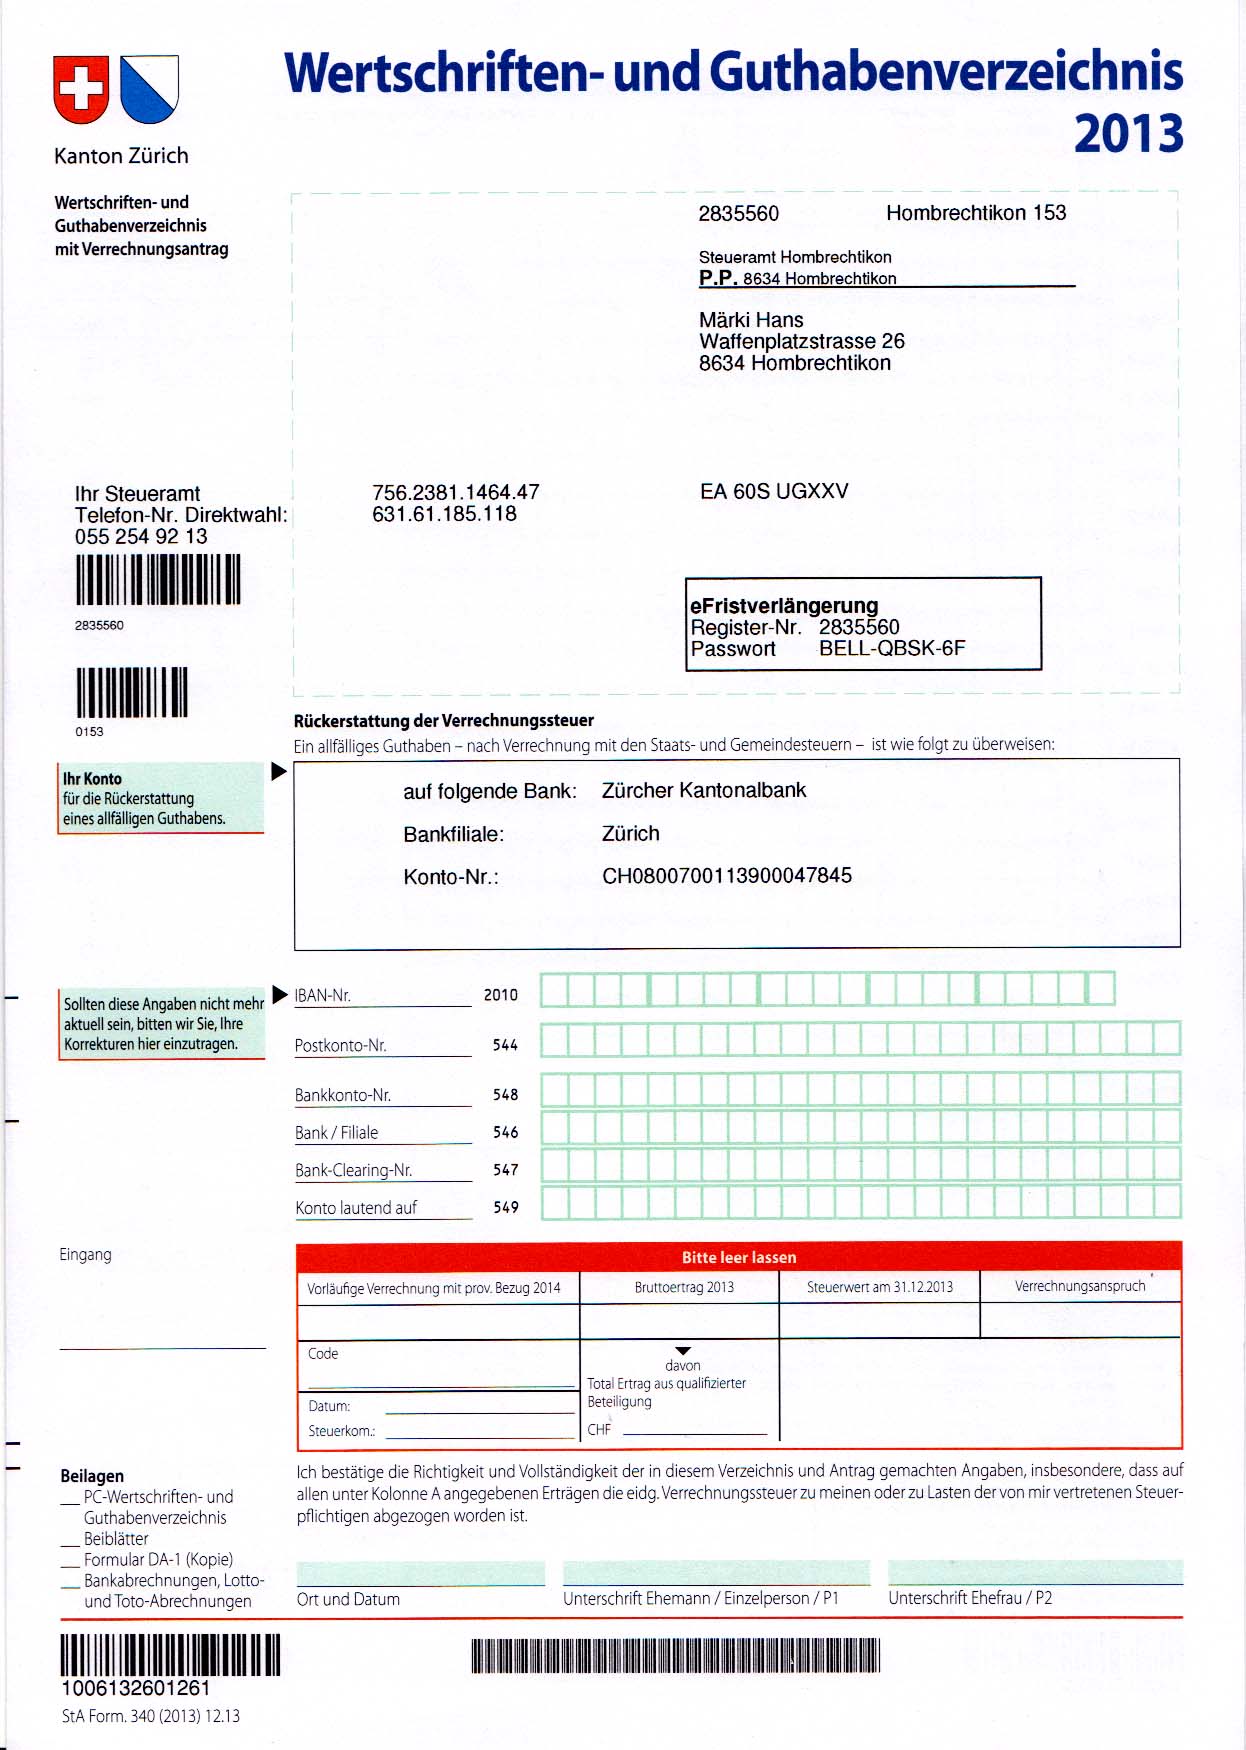 Wertschriften- und Guthabenverzeichnis
2013
Kanton Zürich
Wertschriften- und
Guthabenverzeichnis
mit Verrechnungsantrag
2835560 Hombrechtikon 153
Steueramt Hombrechtikon
P.P. 8634 Hombrechtikon
Märki Hans
Waffenplatzstrasse 26
8634 Hombrechtikon
Ihr Steueramt
Telefon-Nr. Direktwahl:
055 254 92 13
756.2381.1464.47
631.61.185.118
EA 60S UGXXV
2835560
0153
eFristverlängerung
Register-Nr. 2835560
Passwort BELL-QBSK-6F
Rückerstattung der Verrechnungssteuer
Ein allfälliges Guthaben – nach Verrechnung mit den Staats- und Gemeindesteuern – ist wie folgt zu überweisen:
Ihr Konto
für die Rückerstattung
eines allfälligen Guthabens.
auf folgende Bank: Zürcher Kantonalbank
Bankfiliale: Zürich
Konto-Nr.: CH0800700113900047845
Sollten diese Angaben nicht mehr
aktuell sein, bitten wir Sie, Ihre
Korrekturen hier einzutragen.
IBAN-Nr. 2010
Postkonto-Nr. 544
Bankkonto-Nr. 548
Bank / Filiale 546
Bank-Clearing-Nr. 547
Konto lautend auf 549
Eingang
Bitte leer lassen
Vorläufige Verrechnung mit prov. Bezug 2014 Bruttoertrag 2013 Steuerwert am 31.12.2013 Verrechnungsanspruch
Code
Datum:
Steuerkom.:
davon
Total Ertrag aus qualifizierter
Beteiligung
CHF
Beilagen
PC-Wertschriften- und
Guthabenverzeichnis
Beiblätter
Formular DA-1 (Kopie)
Bankabrechnungen, Lotto-
und Toto-Abrechnungen
Ich bestätige die Richtigkeit und Vollständigkeit der in diesem Verzeichnis und Antrag gemachten Angaben, insbesondere, dass auf
allen unter Kolonne A angegebenen Erträgen die eidg. Verrechnungssteuer zu meinen oder zu Lasten der von mir vertretenen Steuer-
pflichtigen abgezogen worden ist.
Ort und Datum
Unterschrift Ehemann / Einzelperson / P1
Unterschrift Ehefrau / P2
1006132601261
StA Form. 340 (2013) 12.13